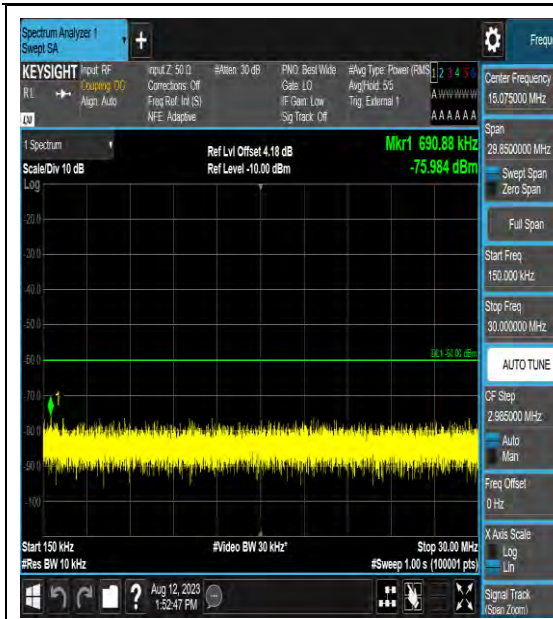 Spectrum Analyzer 1
Swept SA
Frequ
KEYSIGHT
Input: RF
Coupling: DC
Align: Auto
Input Z: 50 Ω
Corrections: Off
Freq Ref: Int (S)
NFE: Adaptive
#Atten: 30 dB
PNO: Best Wide
Gate: LO
IF Gain: Low
Sig Track: Off
#Avg Type: Power (RMS
Avg|Hold: 5/5
Trig: External 1
1 2 3 4 5 6
A W W W W W
A A A A A A
1 Spectrum
Scale/Div 10 dB
Log
Ref Lvl Offset 4.18 dB
Ref Level -10.00 dBm
Mkr1 690.88 kHz
-75.984 dBm
-20.0
-30.0
-40.0
-50.0
-60.0
-70.0
-80.0
-90.0
-100
DL1 -60.00 dBm
1
Start 150 kHz
#Res BW 10 kHz
#Video BW 30 kHz*
Stop 30.00 MHz
#Sweep 1.00 s (100001 pts)
Aug 12, 2023
1:52:47 PM
Center Frequency
15.075000 MHz
Span
29.8500000 MHz
Swept Span
Zero Span
Full Span
Start Freq
150.000 kHz
Stop Freq
30.000000 MHz
AUTO TUNE
CF Step
2.985000 MHz
Auto
Man
Freq Offset
0 Hz
X Axis Scale
Log
Lin
Signal Track
(Span Zoom)